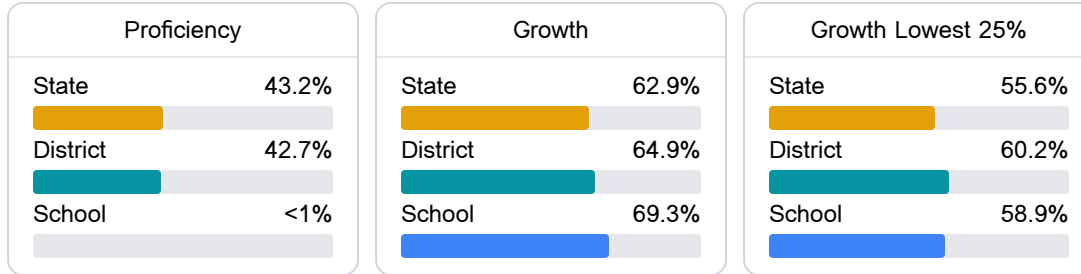 Proficiency
State 43.2%
District 42.7%
School <1%
Growth
State 62.9%
District 64.9%
School 69.3%
Growth Lowest 25%
State 55.6%
District 60.2%
School 58.9%